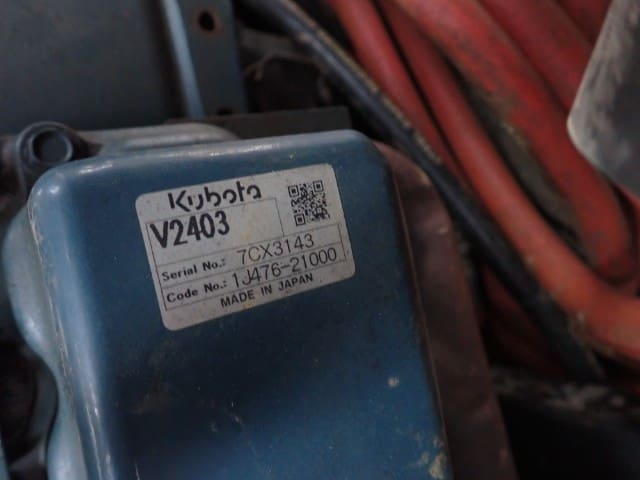 Kubota
V2403
Serial No.: 7CX3143
Code No.: 1J476-21000
MADE IN JAPAN